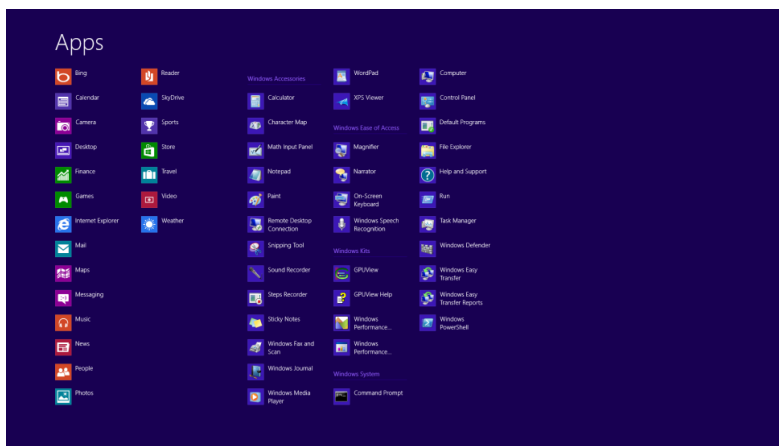 Apps
Bing
Calendar
Camera
Desktop
Finance
Games
Internet Explorer
Mail
Maps
Messaging
Music
News
People
Photos
Reader
SkyDrive
Sports
Store
Travel
Video
Weather
Windows Accessories
Calculator
Character Map
Math Input Panel
Notepad
Paint
Remote Desktop
Connection
Snipping Tool
Sound Recorder
Steps Recorder
Sticky Notes
Windows Fax and
Scan
Windows Journal
Windows Media
Player
WordPad
XPS Viewer
Windows Ease of Access
Magnifier
Narrator
On-Screen
Keyboard
Windows Speech
Recognition
Windows Kits
GPUView
GPUView Help
Windows
Performance...
Windows
Performance...
Windows System
Command Prompt
Computer
Control Panel
Default Programs
File Explorer
Help and Support
Run
Task Manager
Windows Defender
Windows Easy
Transfer
Windows Easy
Transfer Reports
Windows
PowerShell